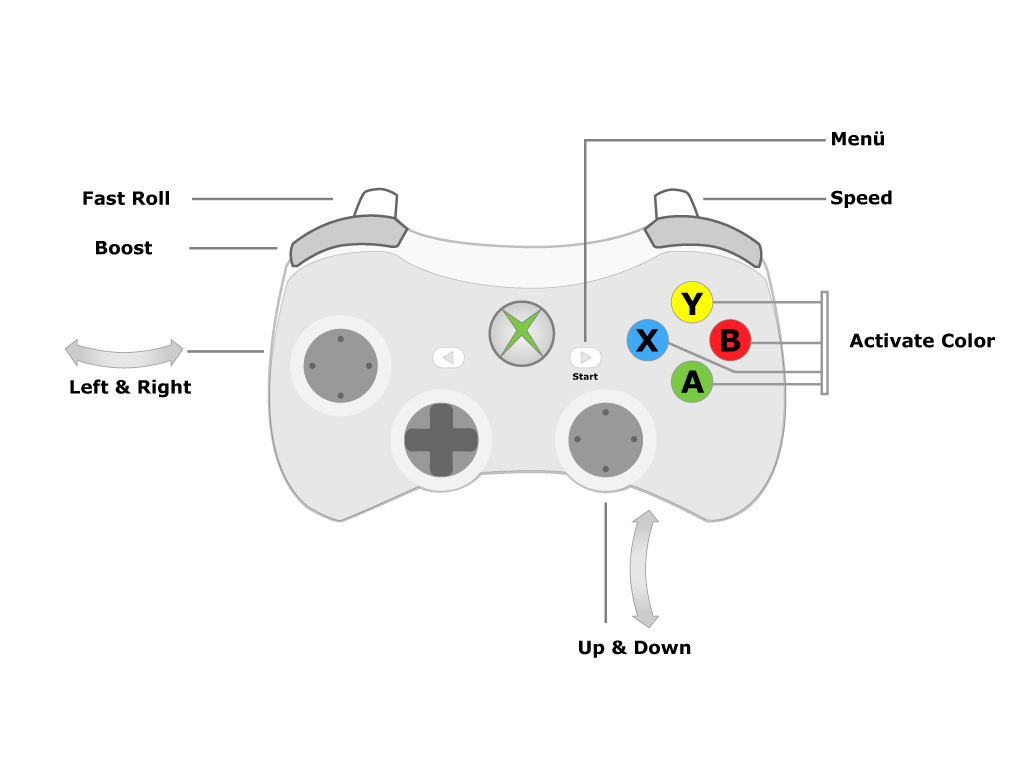 Menü
Fast Roll
Speed
Boost
Y
X
B
Activate Color
Start
A
Left & Right
Up & Down